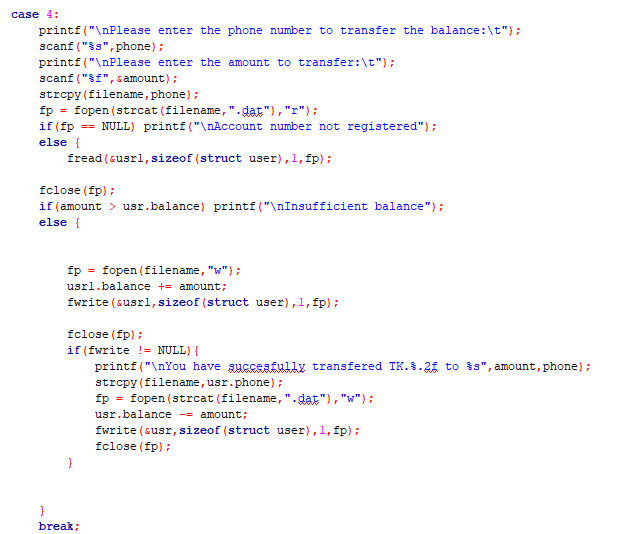 case 4:
    printf("\nPlease enter the phone number to transfer the balance:\t");
    scanf("%s",phone);
    printf("\nPlease enter the amount to transfer:\t");
    scanf("%f",&amount);
    strcpy(filename,phone);
    fp = fopen(strcat(filename,".dat"),"r");
    if(fp == NULL) printf("\nAccount number not registered");
    else {
        fread(&usr1,sizeof(struct user),1,fp);
    fclose(fp);
    if(amount > usr.balance) printf("\nInsufficient balance");
    else {
        fp = fopen(filename,"w");
        usr1.balance += amount;
        fwrite(&usr1,sizeof(struct user),1,fp);
        fclose(fp);
        if(fwrite != NULL){
            printf("\nYou have succesfully transfered TK.%.2f to %s",amount,phone);
            strcpy(filename,usr.phone);
            fp = fopen(strcat(filename,".dat"),"w");
            usr.balance -= amount;
            fwrite(&usr,sizeof(struct user),1,fp);
            fclose(fp);
        }
    }
    break;